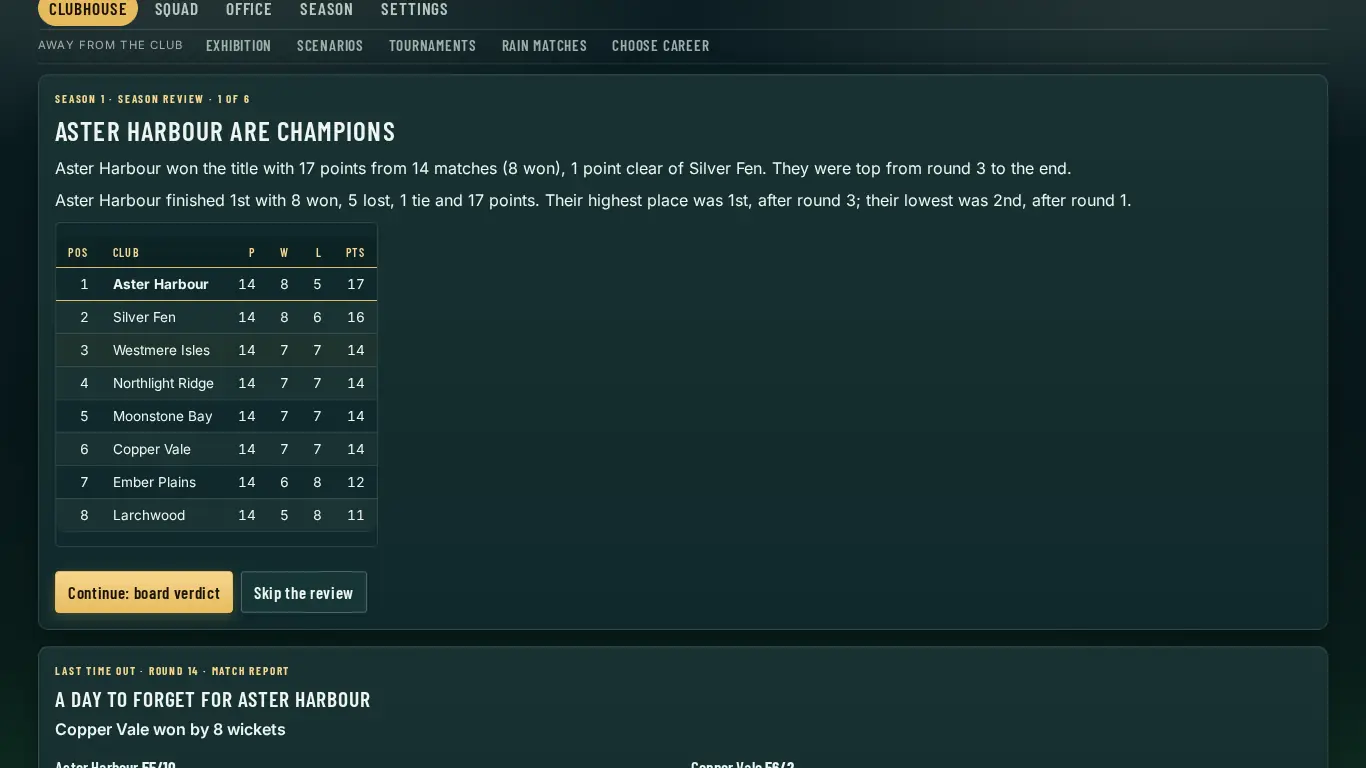 CLUBHOUSE SQUAD OFFICE SEASON SETTINGS
AWAY FROM THE CLUB EXHIBITION SCENARIOS TOURNAMENTS RAIN MATCHES CHOOSE CAREER
SEASON 1 · SEASON REVIEW · 1 OF 6
ASTER HARBOUR ARE CHAMPIONS
Aster Harbour won the title with 17 points from 14 matches (8 won), 1 point clear of Silver Fen. They were top from round 3 to the end.
Aster Harbour finished 1st with 8 won, 5 lost, 1 tie and 17 points. Their highest place was 1st, after round 3; their lowest was 2nd, after round 1.
POS CLUB P W L PTS
1 Aster Harbour 14 8 5 17
2 Silver Fen 14 8 6 16
3 Westmere Isles 14 7 7 14
4 Northlight Ridge 14 7 7 14
5 Moonstone Bay 14 7 7 14
6 Copper Vale 14 7 7 14
7 Ember Plains 14 6 8 12
8 Larchwood 14 5 8 11
Continue: board verdict Skip the review
LAST TIME OUT · ROUND 14 · MATCH REPORT
A DAY TO FORGET FOR ASTER HARBOUR
Copper Vale won by 8 wickets
Aster Harbour Copper Vale